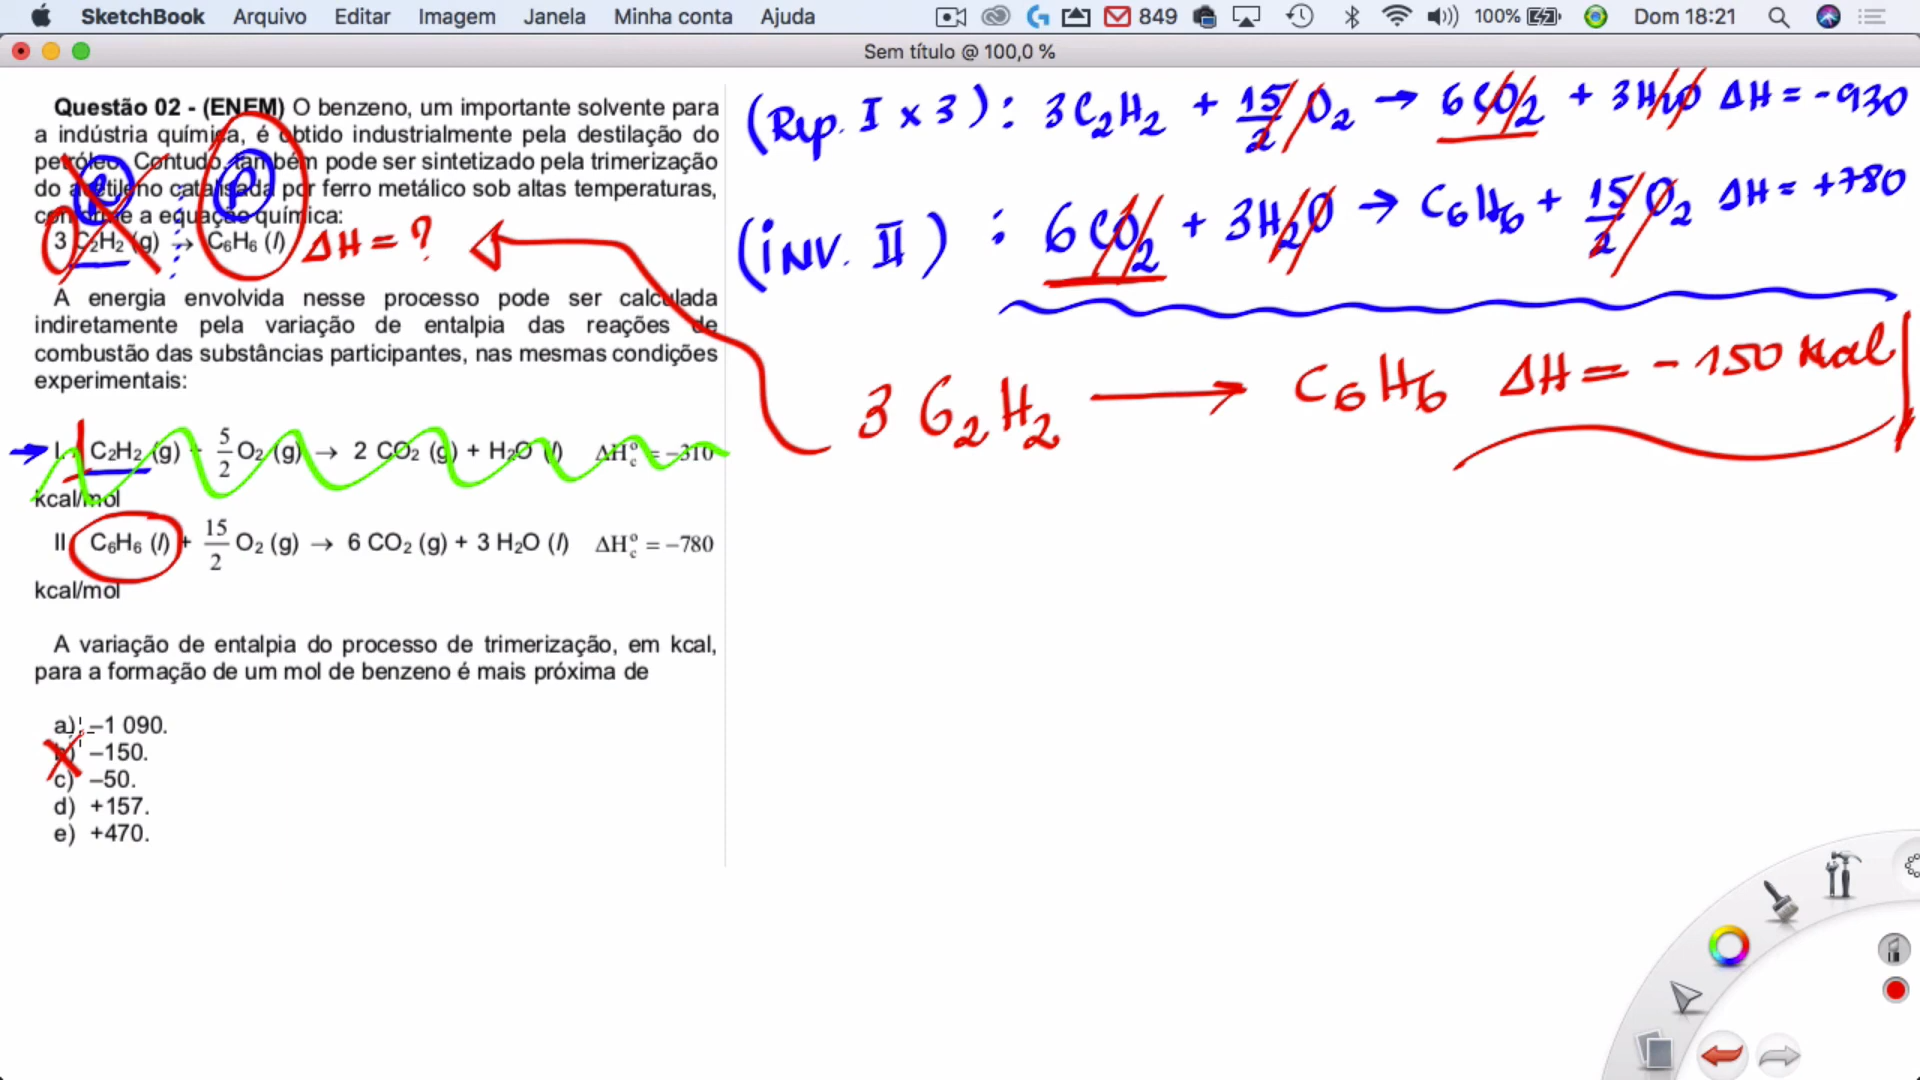 SketchBook Arquivo Editar Imagem Janela Minha conta Ajuda 849 100% Dom 18:21
Sem título @ 100,0 %
Questão 02 - (ENEM) O benzeno, um importante solvente para
a indústria química, é obtido industrialmente pela destilação do
petróleo. Contudo, também pode ser sintetizado pela trimerização
do acetileno catalisada por ferro metálico sob altas temperaturas,
conforme a equação química:
3 C₂H₂ (g) → C₆H₆ (l) ΔH = ?
R
P
A energia envolvida nesse processo pode ser calculada
indiretamente pela variação de entalpia das reações de
combustão das substâncias participantes, nas mesmas condições
experimentais:
I. 1 C₂H₂ (g) + 5/2 O₂ (g) → 2 CO₂ (g) + H₂O (l) ΔH°c = –310
kcal/mol
II C₆H₆ (l) + 15/2 O₂ (g) → 6 CO₂ (g) + 3 H₂O (l) ΔH°c = –780
kcal/mol
A variação de entalpia do processo de trimerização, em kcal,
para a formação de um mol de benzeno é mais próxima de
a) –1 090.
b) –150.
c) –50.
d) +157.
e) +470.
(Rep. I x 3) : 3C₂H₂ + 15/2 O₂ → 6CO₂ + 3H₂O ΔH = -930
(inv. II) : 6CO₂ + 3H₂O → C₆H₆ + 15/2 O₂ ΔH = +780
3 C₂H₂ → C₆H₆ ΔH = - 150 kcal